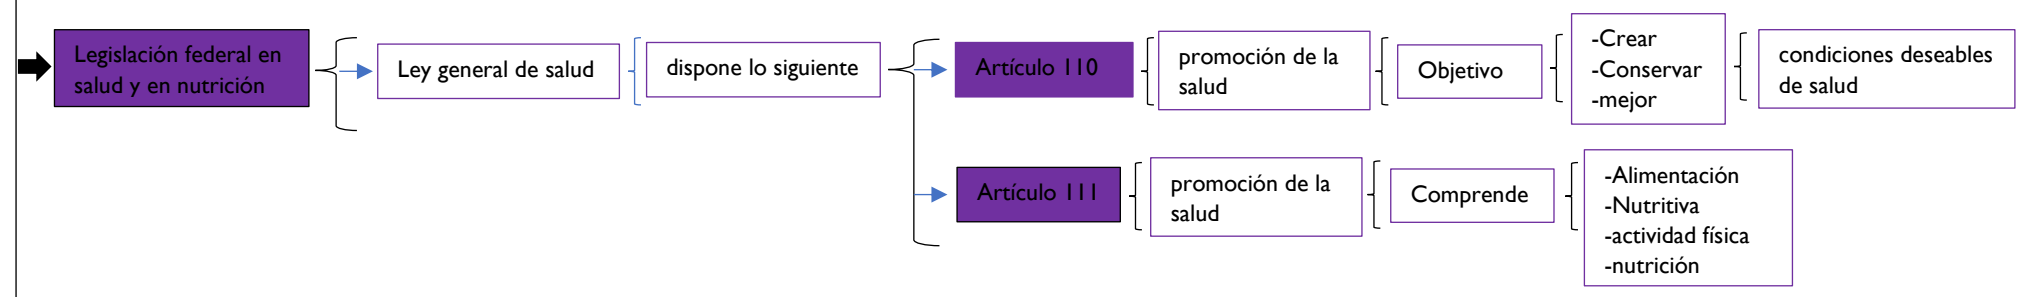 Legislación federal en
salud y en nutrición
Ley general de salud
dispone lo siguiente
Artículo 110
promoción de la
salud
Objetivo
-Crear
-Conservar
-mejor
condiciones deseables
de salud
Artículo 111
promoción de la
salud
Comprende
-Alimentación
-Nutritiva
-actividad física
-nutrición